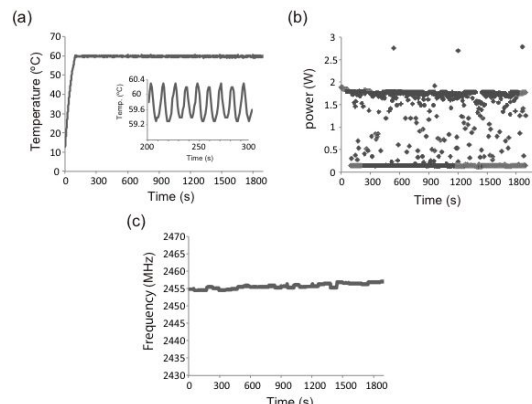 (a)
Temperature (°C)
70
60
50
40
30
20
10
0
0 300 600 900 1200 1500 1800
Time (s)
Temp. (°C)
60.4
60
59.6
59.2
200 250 300
Time (s)
(b)
power (W)
3
2.5
2
1.5
1
0.5
0
0 300 600 900 1200 1500 1800
Time (s)
(c)
Frequency (MHz)
2470
2465
2460
2455
2450
2445
2440
2435
2430
0 300 600 900 1200 1500 1800
Time (s)